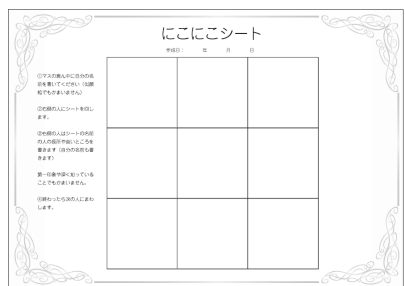 にこにこシート
作成日： 年 月 日
①マスの真ん中に自分の名
前を書いてください（似顔
絵でもかまいません）
②右側の人にシートを回し
ます。
③右側の人はシートの名前
の人の長所や良いところを
書きます（自分の名前も書
きます）
第一印象や深く知っている
ことでもかまいません。
④終わったら次の人にまわ
します。